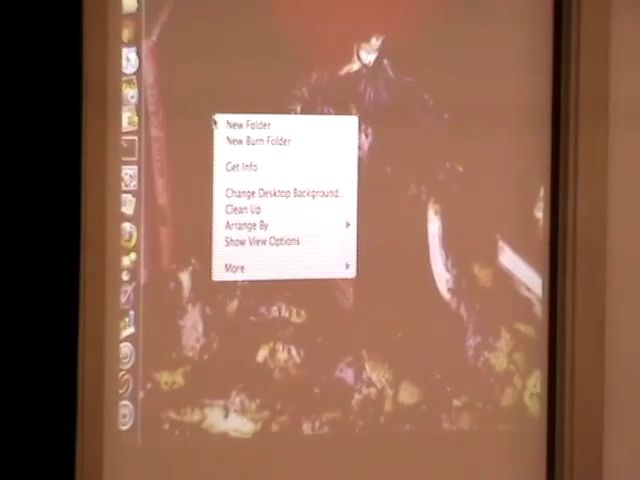 New Folder
New Burn Folder
Get Info
Change Desktop Background...
Clean Up
Arrange By
Show View Options
More